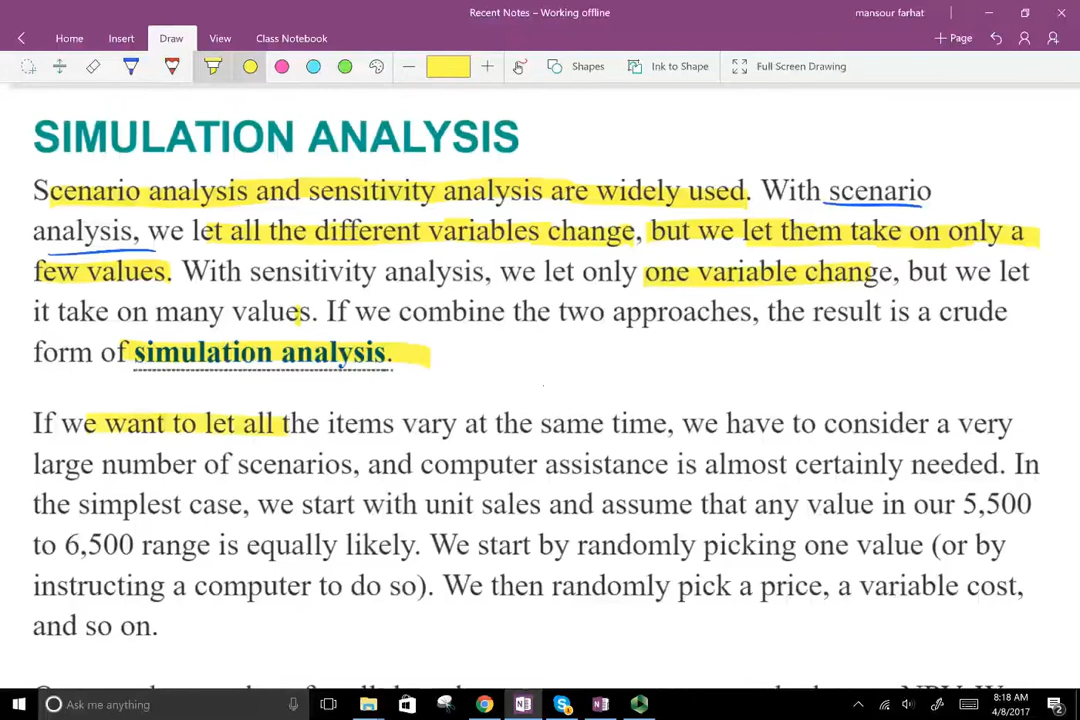 Recent Notes – Working offline
mansour farhat
Home
Insert
Draw
View
Class Notebook
Page
Shapes
Ink to Shape
Full Screen Drawing
SIMULATION ANALYSIS
Scenario analysis and sensitivity analysis are widely used. With scenario
analysis, we let all the different variables change, but we let them take on only a
few values. With sensitivity analysis, we let only one variable change, but we let
it take on many values. If we combine the two approaches, the result is a crude
form of simulation analysis.
If we want to let all the items vary at the same time, we have to consider a very
large number of scenarios, and computer assistance is almost certainly needed. In
the simplest case, we start with unit sales and assume that any value in our 5,500
to 6,500 range is equally likely. We start by randomly picking one value (or by
instructing a computer to do so). We then randomly pick a price, a variable cost,
and so on.
Ask me anything
8:18 AM
4/8/2017
2